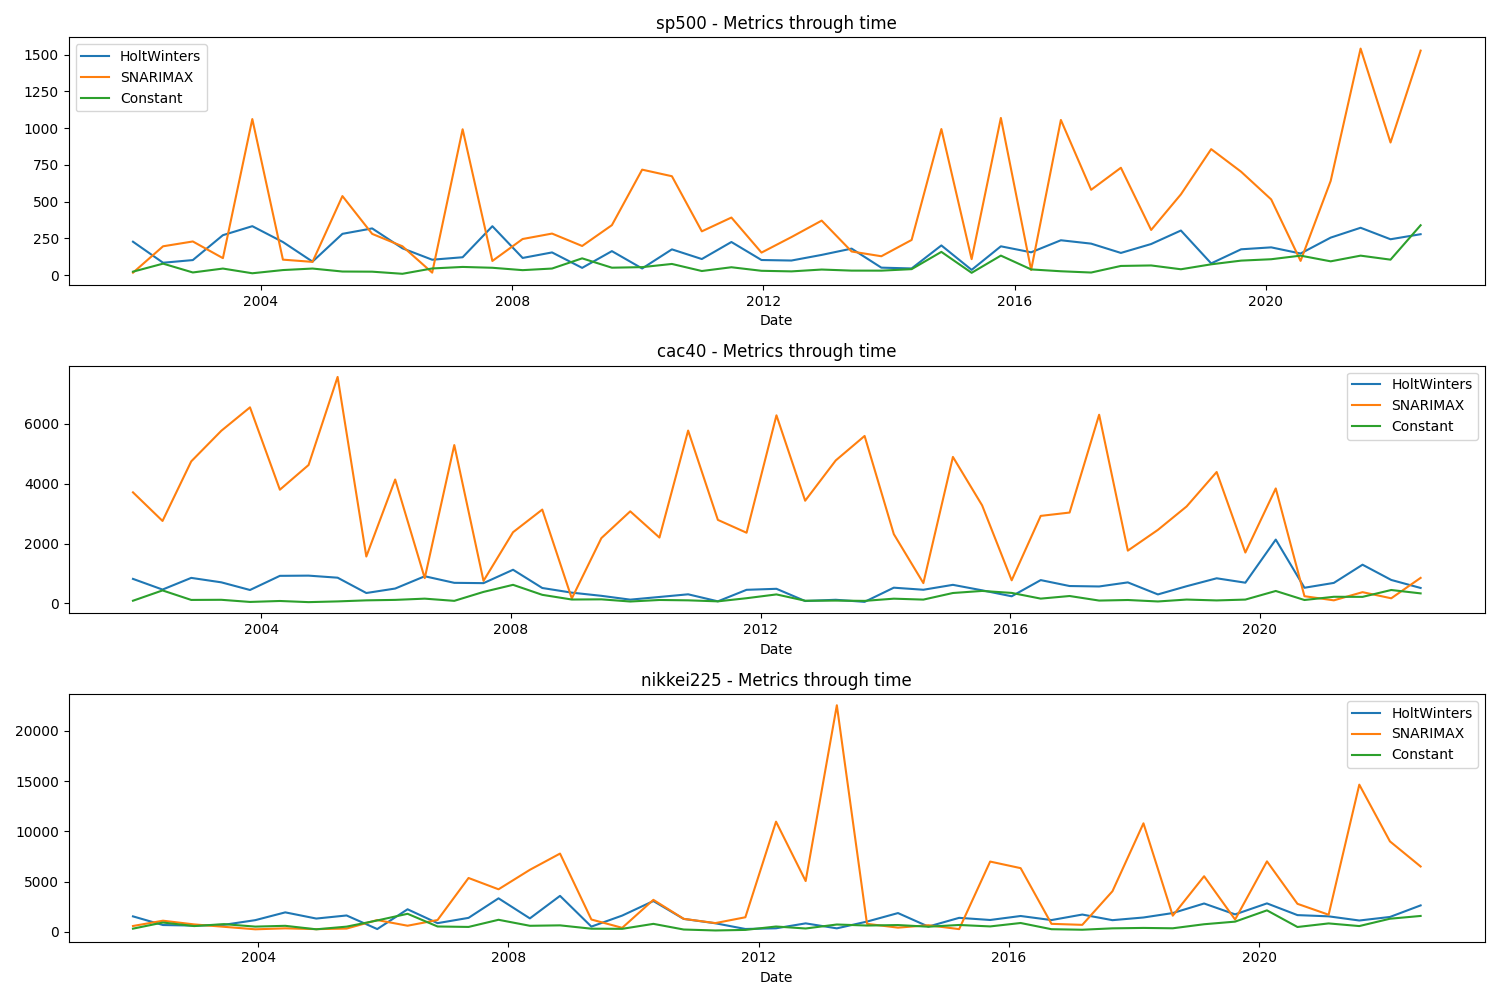 sp500 - Metrics through time
1500
1250
1000
750
500
250
0
HoltWinters
SNARIMAX
Constant
2004 2008 2012 2016 2020
Date
cac40 - Metrics through time
6000
4000
2000
0
HoltWinters
SNARIMAX
Constant
2004 2008 2012 2016 2020
Date
nikkei225 - Metrics through time
20000
15000
10000
5000
0
HoltWinters
SNARIMAX
Constant
2004 2008 2012 2016 2020
Date